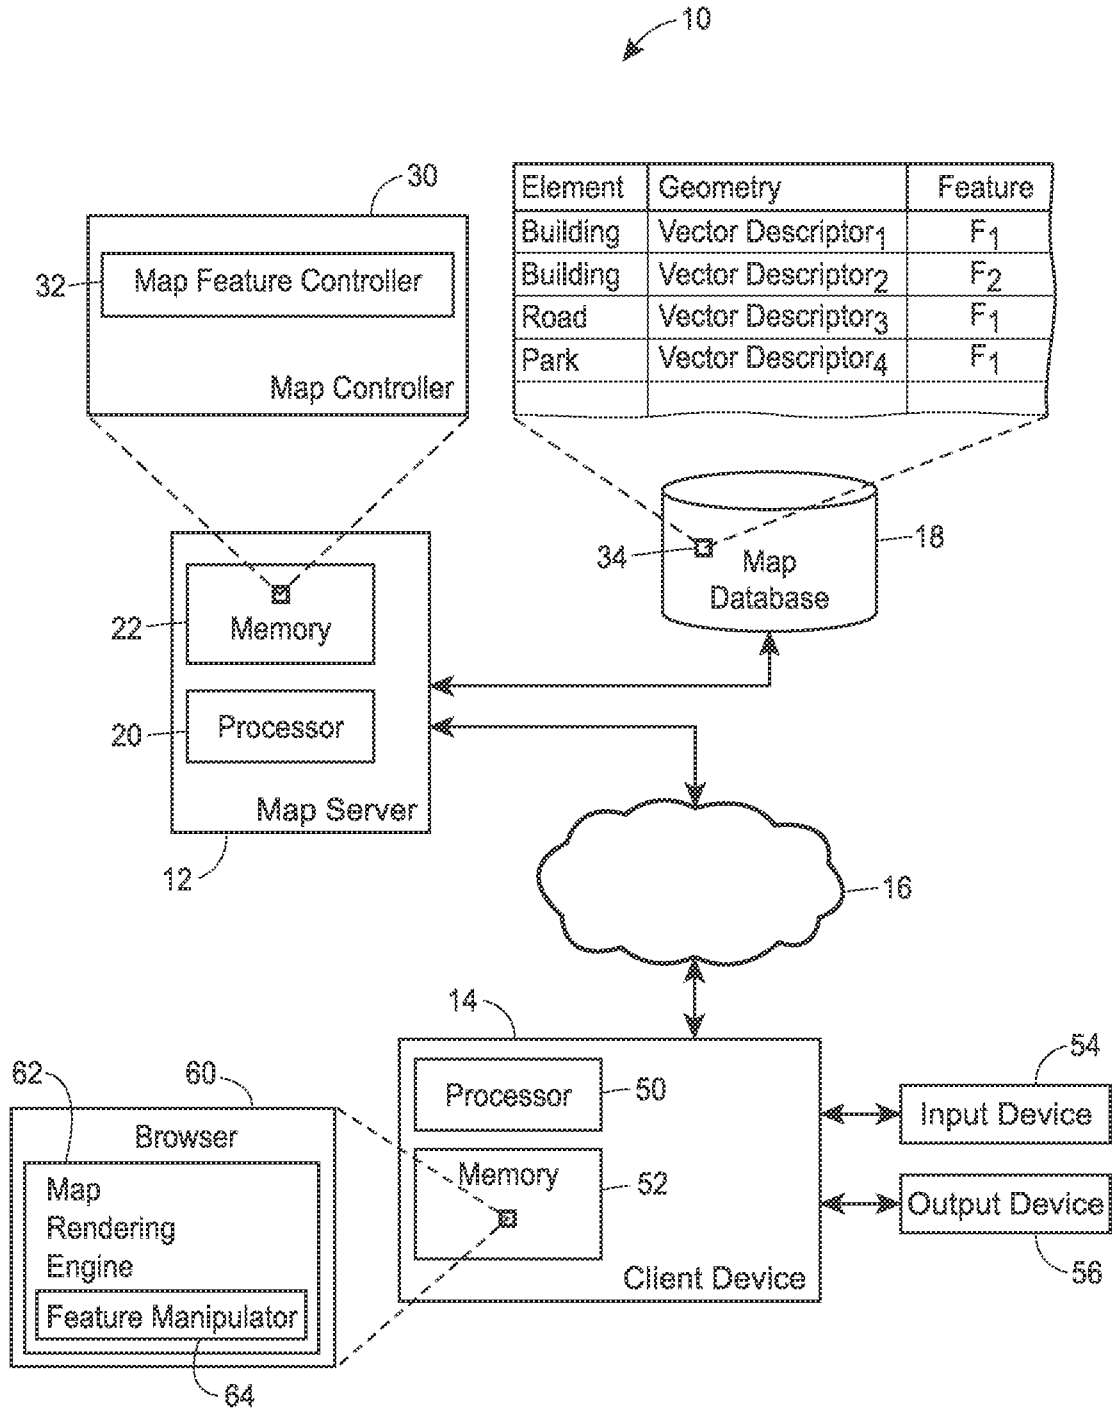 10
30
32
Map Feature Controller
Map Controller
Element Geometry Feature
Building Vector Descriptor1 F1
Building Vector Descriptor2 F2
Road Vector Descriptor3 F1
Park Vector Descriptor4 F1
34
Map
Database
18
22
Memory
20
Processor
Map Server
12
16
14
Processor
50
Memory
52
Client Device
54
Input Device
Output Device
56
62
60
Browser
Map
Rendering
Engine
Feature Manipulator
64